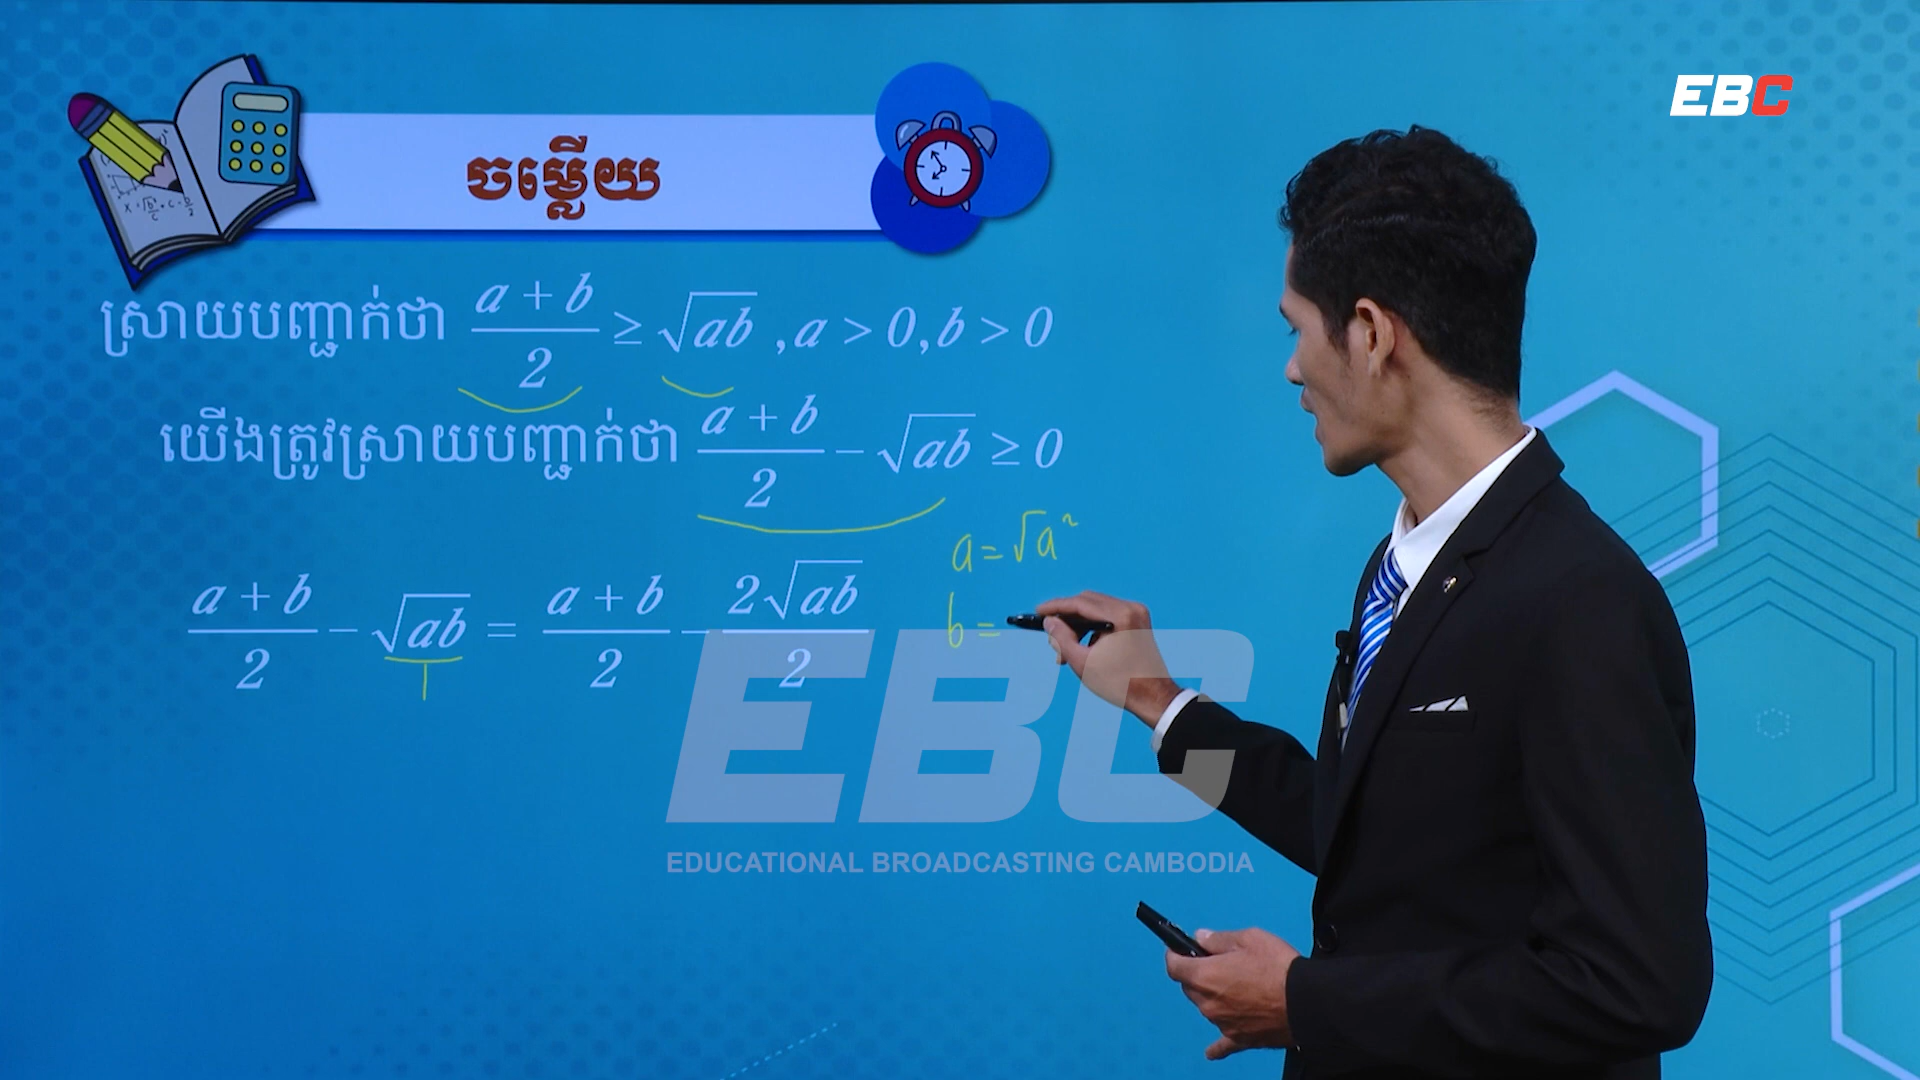 EBC
ចម្លើយ
ស្រាយបញ្ជាក់ថា (a + b)/2 ≥ √ab , a > 0, b > 0
យើងត្រូវស្រាយបញ្ជាក់ថា (a + b)/2 − √ab ≥ 0
a = √a²
(a + b)/2 − √ab = (a + b)/2 − 2√ab/2
b =
EBC
EDUCATIONAL BROADCASTING CAMBODIA